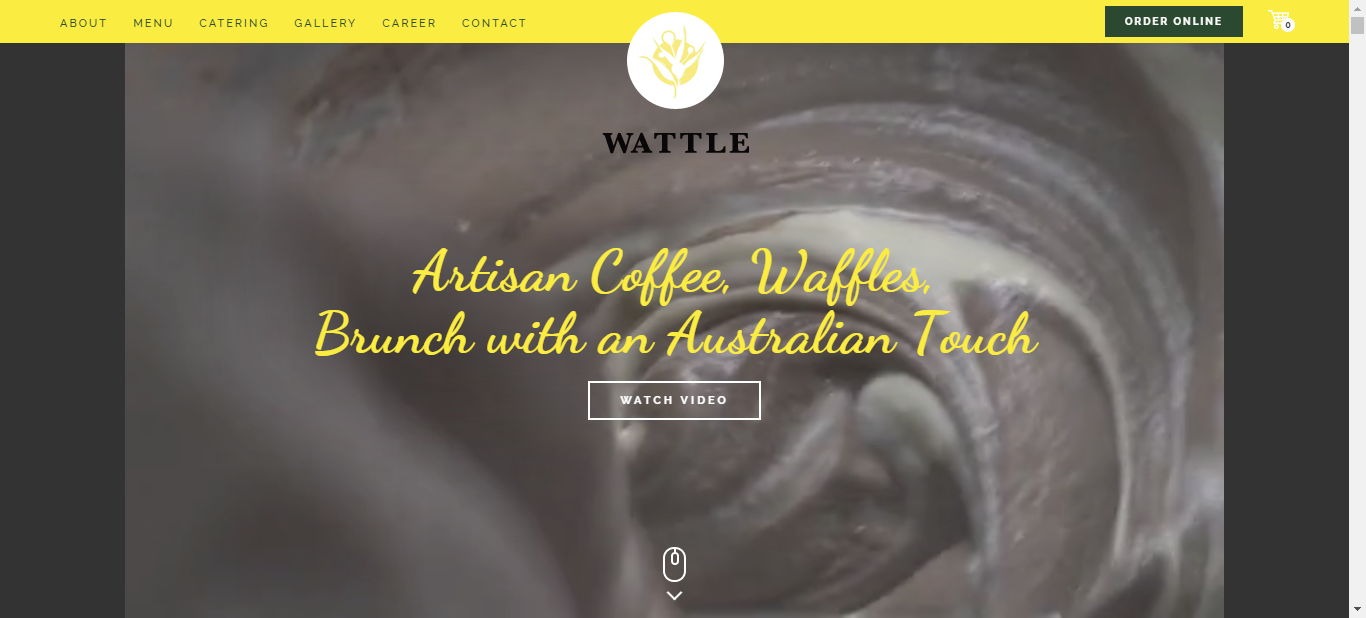 ABOUT MENU CATERING GALLERY CAREER CONTACT
ORDER ONLINE
0
WATTLE
Artisan Coffee, Waffles,
Brunch with an Australian Touch
WATCH VIDEO